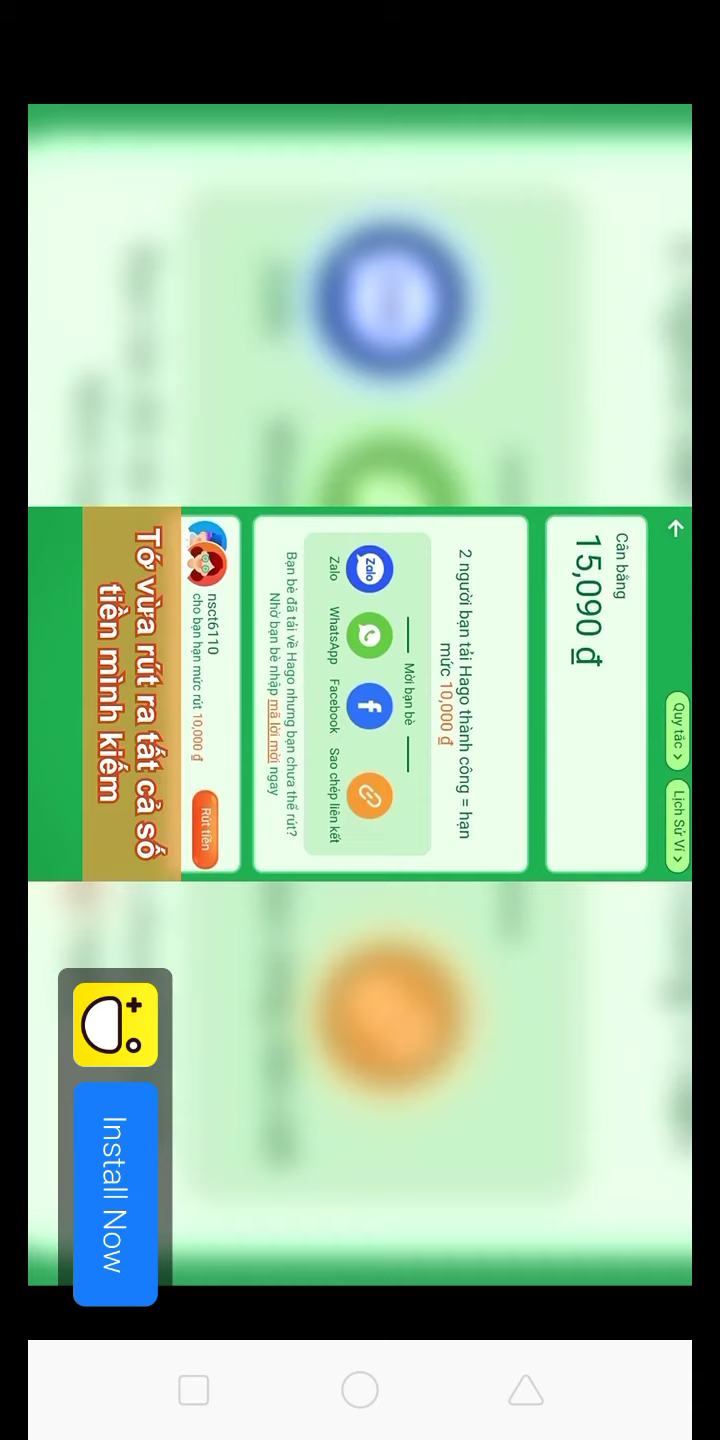 Quy tắc >
Lịch Sử Ví >
Cân bằng
15,090 đ
2 người bạn tải Hago thành công = hạn
mức 10,000 đ
Mời bạn bè
Zalo
Zalo
WhatsApp
Facebook
Sao chép liên kết
Bạn bè đã tải về Hago nhưng bạn chưa thể rút?
Nhờ bạn bè nhập mã lời mời ngay
nsct6110
cho bạn hạn mức rút 10,000 đ
Rút tiền
Tớ vừa rút ra tất cả số
tiền mình kiếm
Install Now